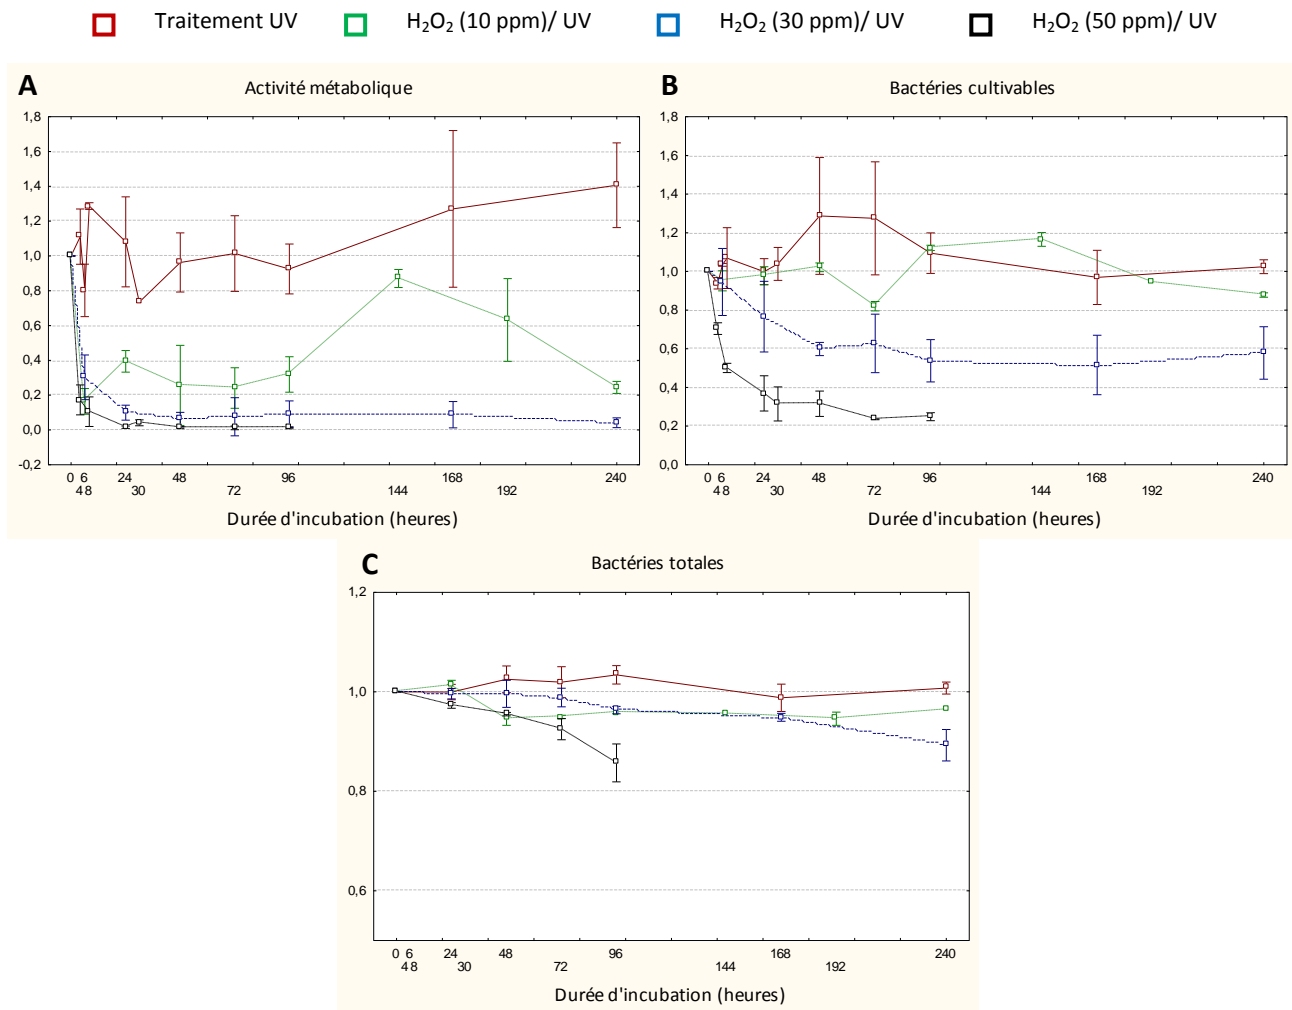 Traitement UV H₂O₂ (10 ppm)/ UV H₂O₂ (30 ppm)/ UV H₂O₂ (50 ppm)/ UV
A Activité métabolique
1,8
1,6
1,4
1,2
1,0
0,8
0,6
0,4
0,2
0,0
-0,2
0 6 24 48 96 168 240
4 8 30 72 144 192
Durée d'incubation (heures)
B Bactéries cultivables
1,8
1,6
1,4
1,2
1,0
0,8
0,6
0,4
0,2
0,0
0 6 24 48 96 168 240
4 8 30 72 144 192
Durée d'incubation (heures)
C Bactéries totales
1,2
1,0
0,8
0,6
0 6 24 48 96 168 240
4 8 30 72 144 192
Durée d'incubation (heures)